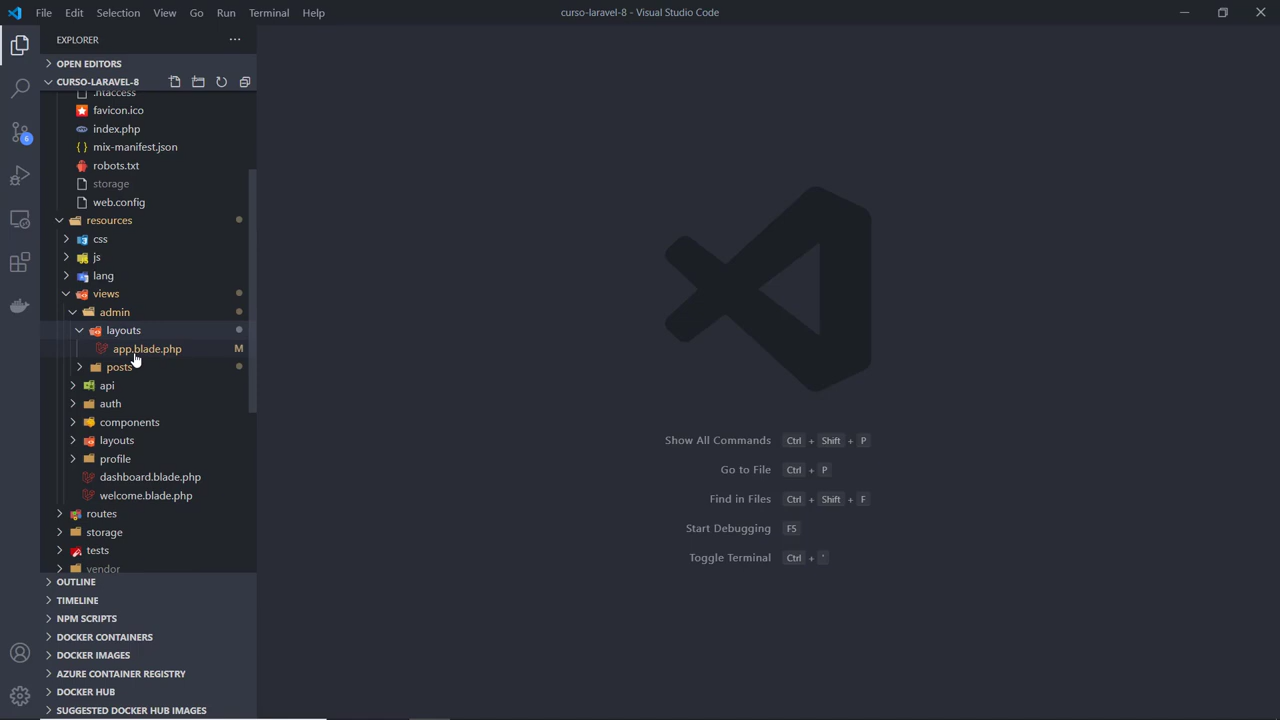 File Edit Selection View Go Run Terminal Help
curso-laravel-8 - Visual Studio Code
EXPLORER
OPEN EDITORS
CURSO-LARAVEL-8
.htaccess
favicon.ico
index.php
mix-manifest.json
robots.txt
storage
web.config
resources
css
js
lang
views
admin
layouts
app.blade.php M
posts
api
auth
components
layouts
profile
dashboard.blade.php
welcome.blade.php
routes
storage
tests
vendor
OUTLINE
TIMELINE
NPM SCRIPTS
DOCKER CONTAINERS
DOCKER IMAGES
AZURE CONTAINER REGISTRY
DOCKER HUB
SUGGESTED DOCKER HUB IMAGES
6
Show All Commands Ctrl + Shift + P
Go to File Ctrl + P
Find in Files Ctrl + Shift + F
Start Debugging F5
Toggle Terminal Ctrl + '